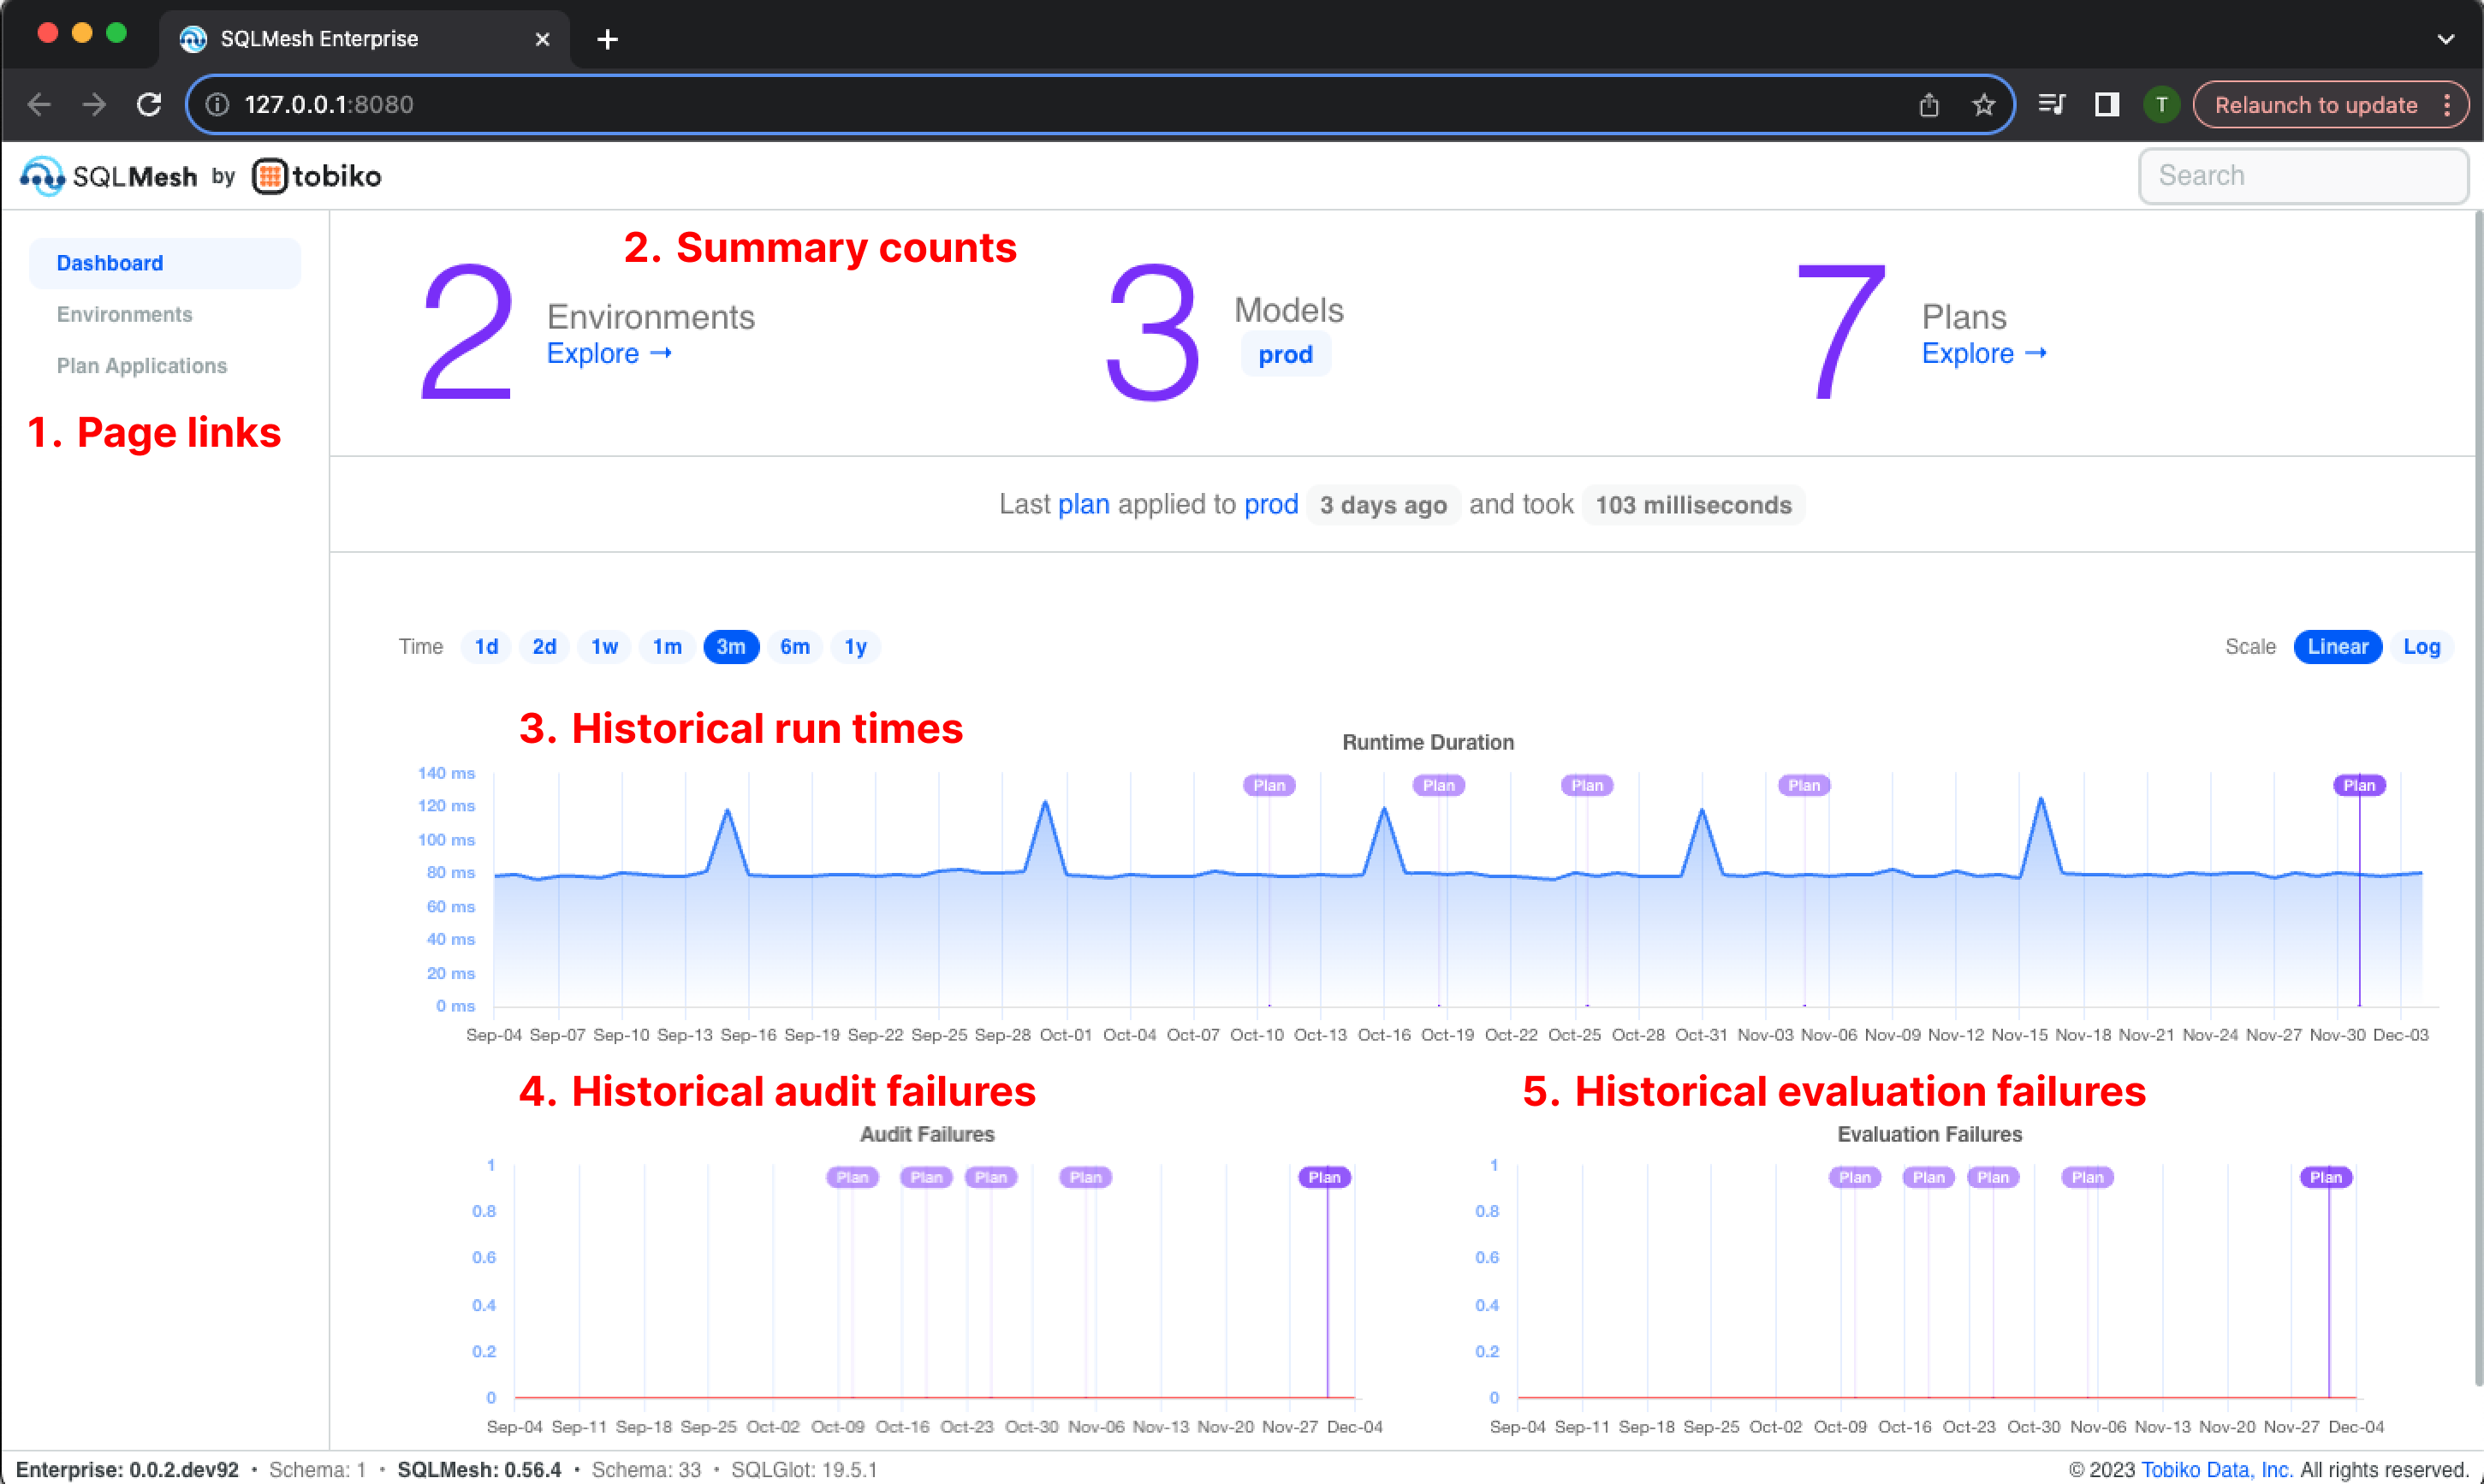 SQLMesh Enterprise
127.0.0.1:8080
T
Relaunch to update
SQLMesh by tobiko
Search
Dashboard
Environments
Plan Applications
1. Page links
2. Summary counts
2
Environments
Explore →
3
Models
prod
7
Plans
Explore →
Last plan applied to prod 3 days ago and took 103 milliseconds
Time 1d 2d 1w 1m 3m 6m 1y
Scale Linear Log
3. Historical run times
Runtime Duration
140 ms
120 ms
100 ms
80 ms
60 ms
40 ms
20 ms
0 ms
Plan Plan Plan Plan Plan
Sep-04 Sep-07 Sep-10 Sep-13 Sep-16 Sep-19 Sep-22 Sep-25 Sep-28 Oct-01 Oct-04 Oct-07 Oct-10 Oct-13 Oct-16 Oct-19 Oct-22 Oct-25 Oct-28 Oct-31 Nov-03 Nov-06 Nov-09 Nov-12 Nov-15 Nov-18 Nov-21 Nov-24 Nov-27 Nov-30 Dec-03
4. Historical audit failures
Audit Failures
Plan Plan Plan Plan Plan
1
0.8
0.6
0.4
0.2
0
Sep-04 Sep-11 Sep-18 Sep-25 Oct-02 Oct-09 Oct-16 Oct-23 Oct-30 Nov-06 Nov-13 Nov-20 Nov-27 Dec-04
5. Historical evaluation failures
Evaluation Failures
Plan Plan Plan Plan Plan
1
0.8
0.6
0.4
0.2
0
Sep-04 Sep-11 Sep-18 Sep-25 Oct-02 Oct-09 Oct-16 Oct-23 Oct-30 Nov-06 Nov-13 Nov-20 Nov-27 Dec-04
Enterprise: 0.0.2.dev92 • Schema: 1 • SQLMesh: 0.56.4 • Schema: 33 • SQLGlot: 19.5.1
© 2023 Tobiko Data, Inc. All rights reserved.